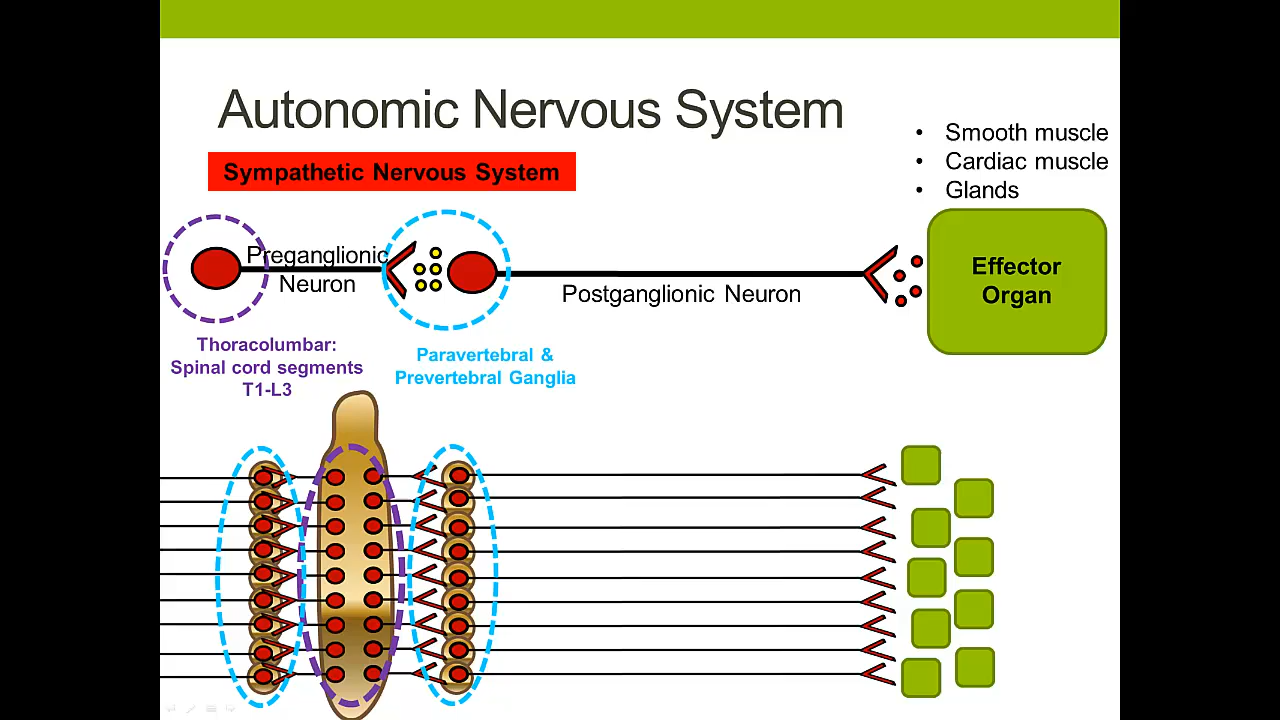 Autonomic Nervous System
Sympathetic Nervous System
• Smooth muscle
• Cardiac muscle
• Glands
Preganglionic
Neuron
Postganglionic Neuron
Effector
Organ
Thoracolumbar:
Spinal cord segments
T1-L3
Paravertebral &
Prevertebral Ganglia